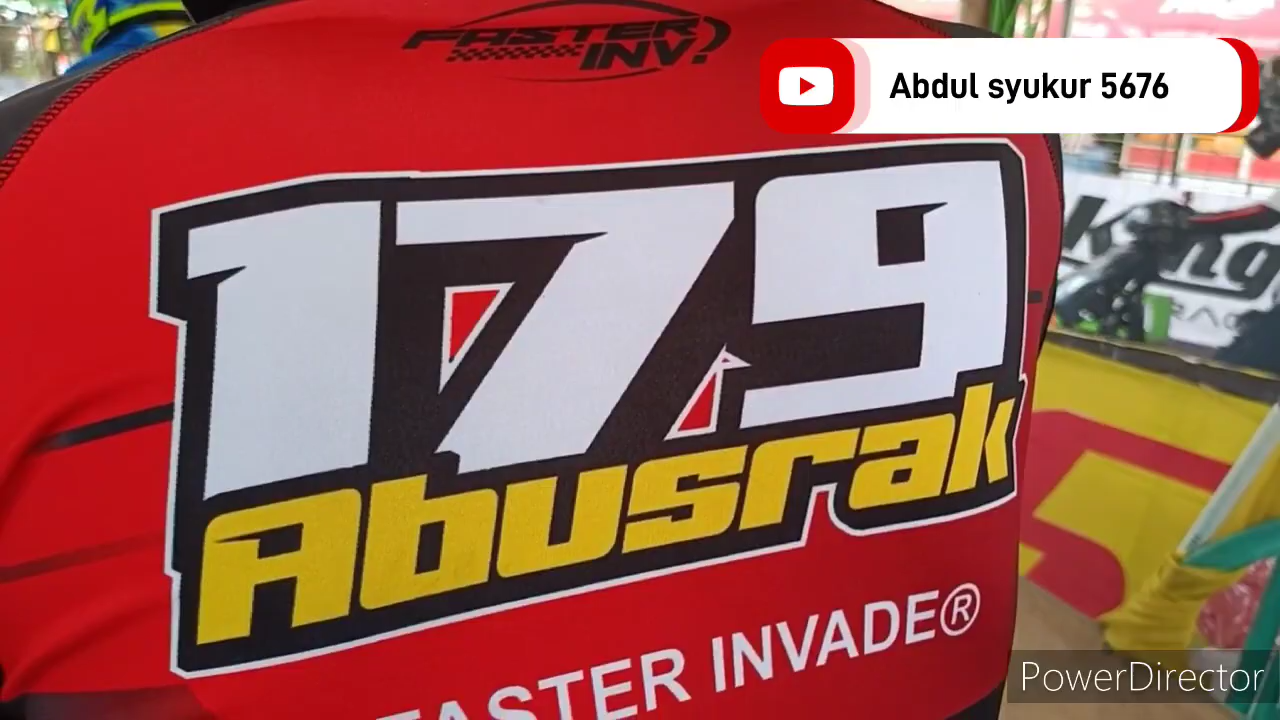 FASTER
INV?
Abdul syukur 5676
179
Abusrak
FASTER INVADE®
PowerDirector